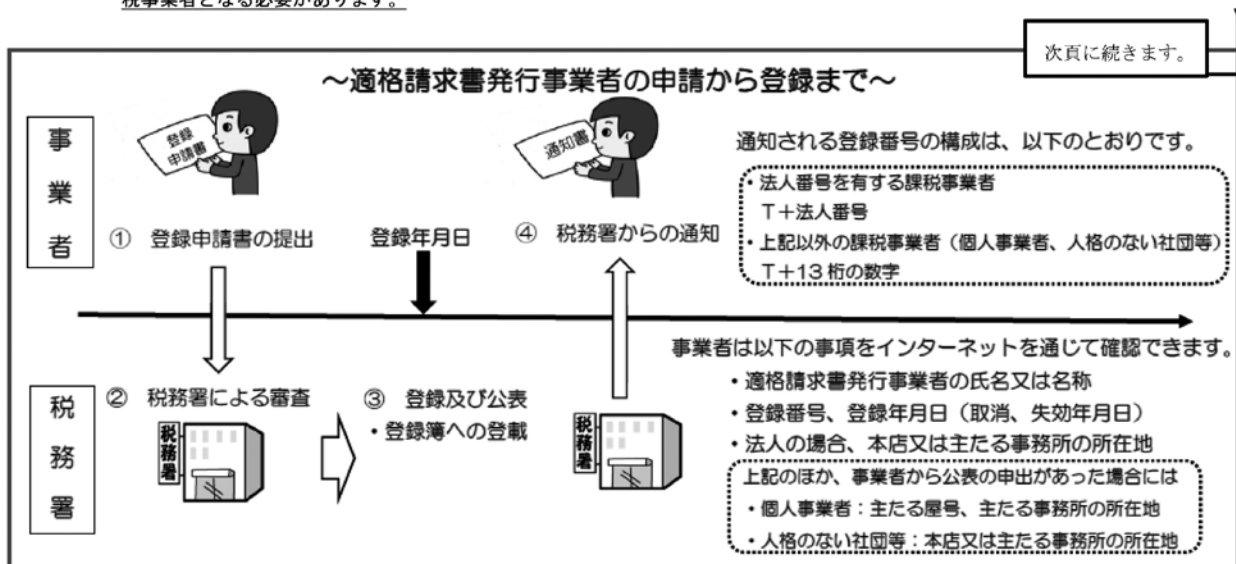 税事業者となる必要があります。
次頁に続きます。
～適格請求書発行事業者の申請から登録まで～
事業者
登録
申請書
通知書
① 登録申請書の提出
登録年月日
④ 税務署からの通知
通知される登録番号の構成は、以下のとおりです。
・法人番号を有する課税事業者
T＋法人番号
・上記以外の課税事業者（個人事業者、人格のない社団等）
T＋13桁の数字
税務署
② 税務署による審査
税務署
③ 登録及び公表
・登録簿への登載
税務署
事業者は以下の事項をインターネットを通じて確認できます。
・適格請求書発行事業者の氏名又は名称
・登録番号、登録年月日（取消、失効年月日）
・法人の場合、本店又は主たる事務所の所在地
上記のほか、事業者から公表の申出があった場合には
・個人事業者：主たる屋号、主たる事務所の所在地
・人格のない社団等：本店又は主たる事務所の所在地